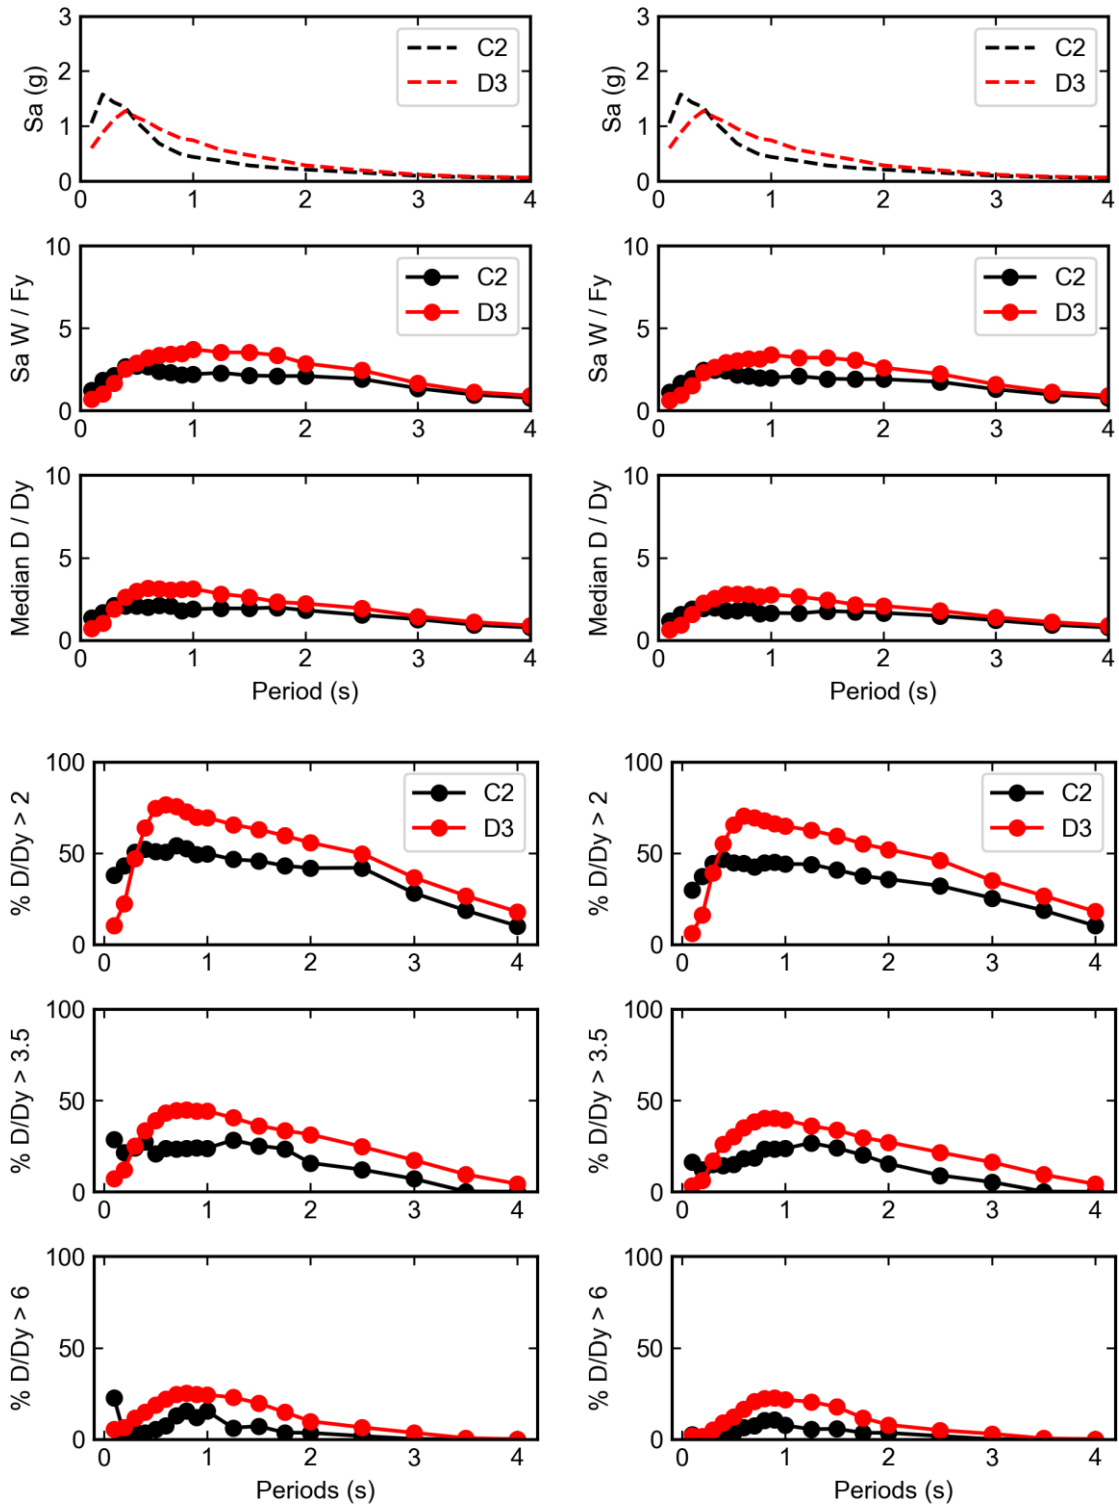 Sa (g)
3
2
1
0
C2
D3
0 1 2 3 4
Sa (g)
3
2
1
0
C2
D3
0 1 2 3 4
Sa W / Fy
10
5
0
C2
D3
0 1 2 3 4
Sa W / Fy
10
5
0
C2
D3
0 1 2 3 4
Median D / Dy
10
5
0
0 1 2 3 4
Period (s)
Median D / Dy
10
5
0
0 1 2 3 4
Period (s)
% D/Dy > 2
100
50
0
C2
D3
0 1 2 3 4
% D/Dy > 2
100
50
0
C2
D3
0 1 2 3 4
% D/Dy > 3.5
100
50
0
0 1 2 3 4
% D/Dy > 3.5
100
50
0
0 1 2 3 4
% D/Dy > 6
100
50
0
0 1 2 3 4
Periods (s)
% D/Dy > 6
100
50
0
0 1 2 3 4
Periods (s)